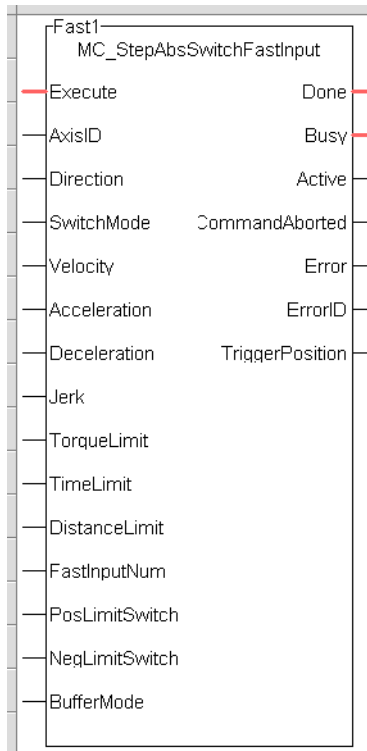 Fast1
MC_StepAbsSwitchFastInput
Execute Done
AxisID Busy
Direction Active
SwitchMode CommandAborted
Velocity Error
Acceleration ErrorID
Deceleration TriggerPosition
Jerk
TorqueLimit
TimeLimit
DistanceLimit
FastInputNum
PosLimitSwitch
NegLimitSwitch
BufferMode